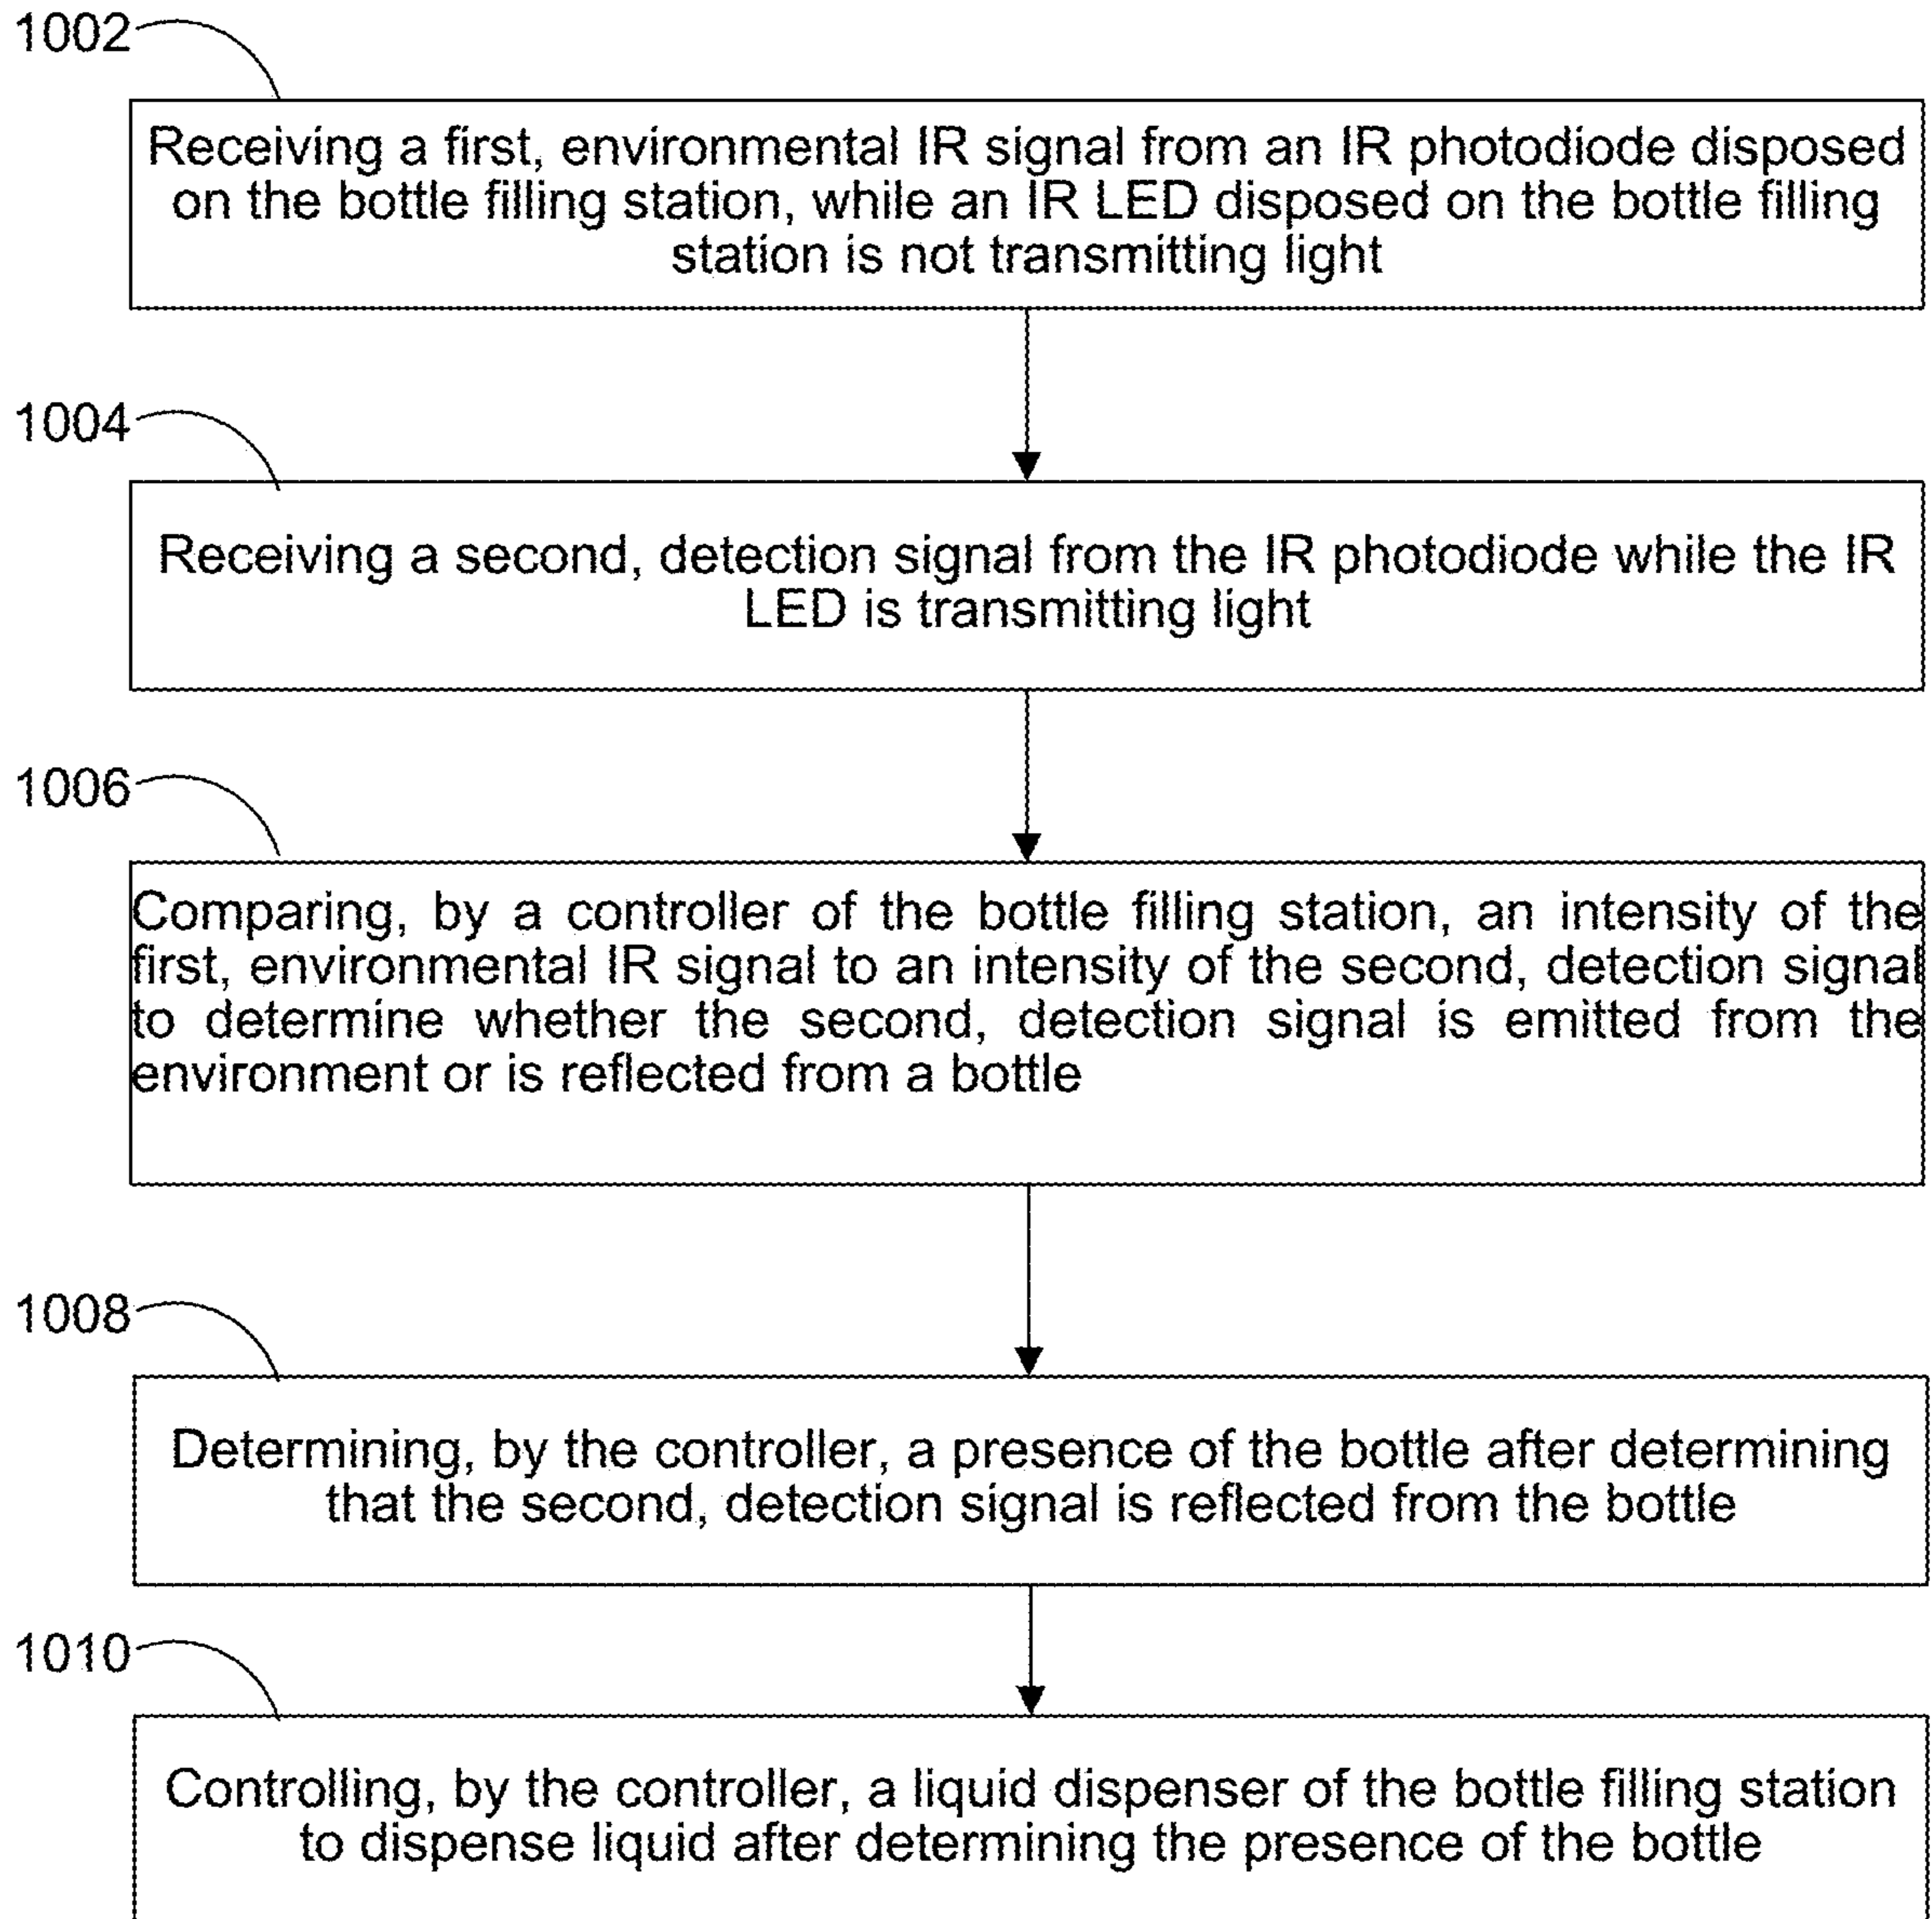 1002
Receiving a first, environmental IR signal from an IR photodiode disposed
on the bottle filling station, while an IR LED disposed on the bottle filling
station is not transmitting light
1004
Receiving a second, detection signal from the IR photodiode while the IR
LED is transmitting light
1006
Comparing, by a controller of the bottle filling station, an intensity of the
first, environmental IR signal to an intensity of the second, detection signal
to determine whether the second, detection signal is emitted from the
environment or is reflected from a bottle
1008
Determining, by the controller, a presence of the bottle after determining
that the second, detection signal is reflected from the bottle
1010
Controlling, by the controller, a liquid dispenser of the bottle filling station
to dispense liquid after determining the presence of the bottle